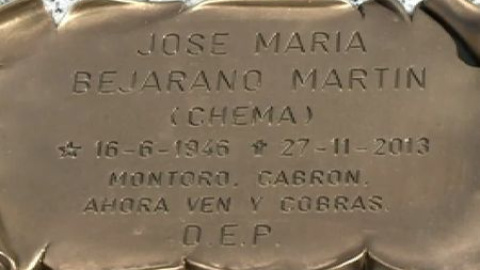 JOSE MARIA
BEJARANO MARTIN
(CHEMA)
☆ 16-6-1946 ✝ 27-11-2013
MONTORO. CABRON.
AHORA VEN Y COBRAS.
D.E.P.